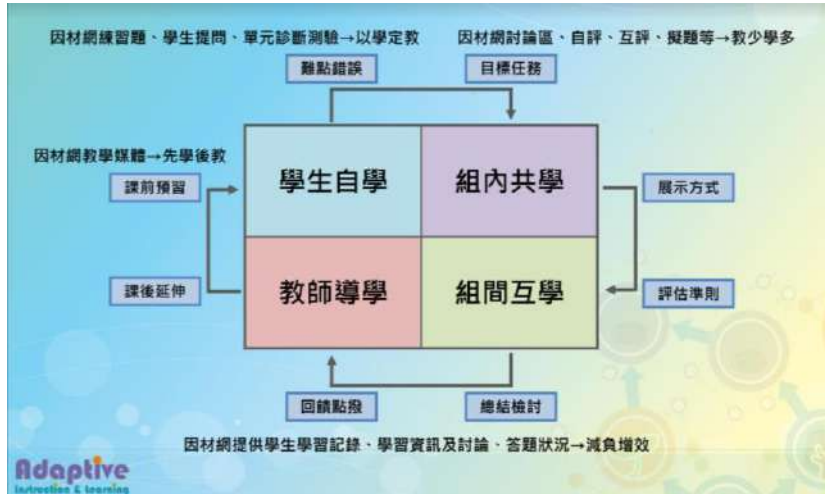 因材網練習題、學生提問、單元診斷測驗→以學定教
因材網討論區、自評、互評、擬題等→教少學多
難點錯誤
目標任務
因材網教學媒體→先學後教
課前預習
學生自學
組內共學
展示方式
課後延伸
教師導學
組間互學
評估準則
回饋點撥
總結檢討
因材網提供學生學習記錄、學習資訊及討論、答題狀況→減負增效
Adaptive
Instruction & Learning